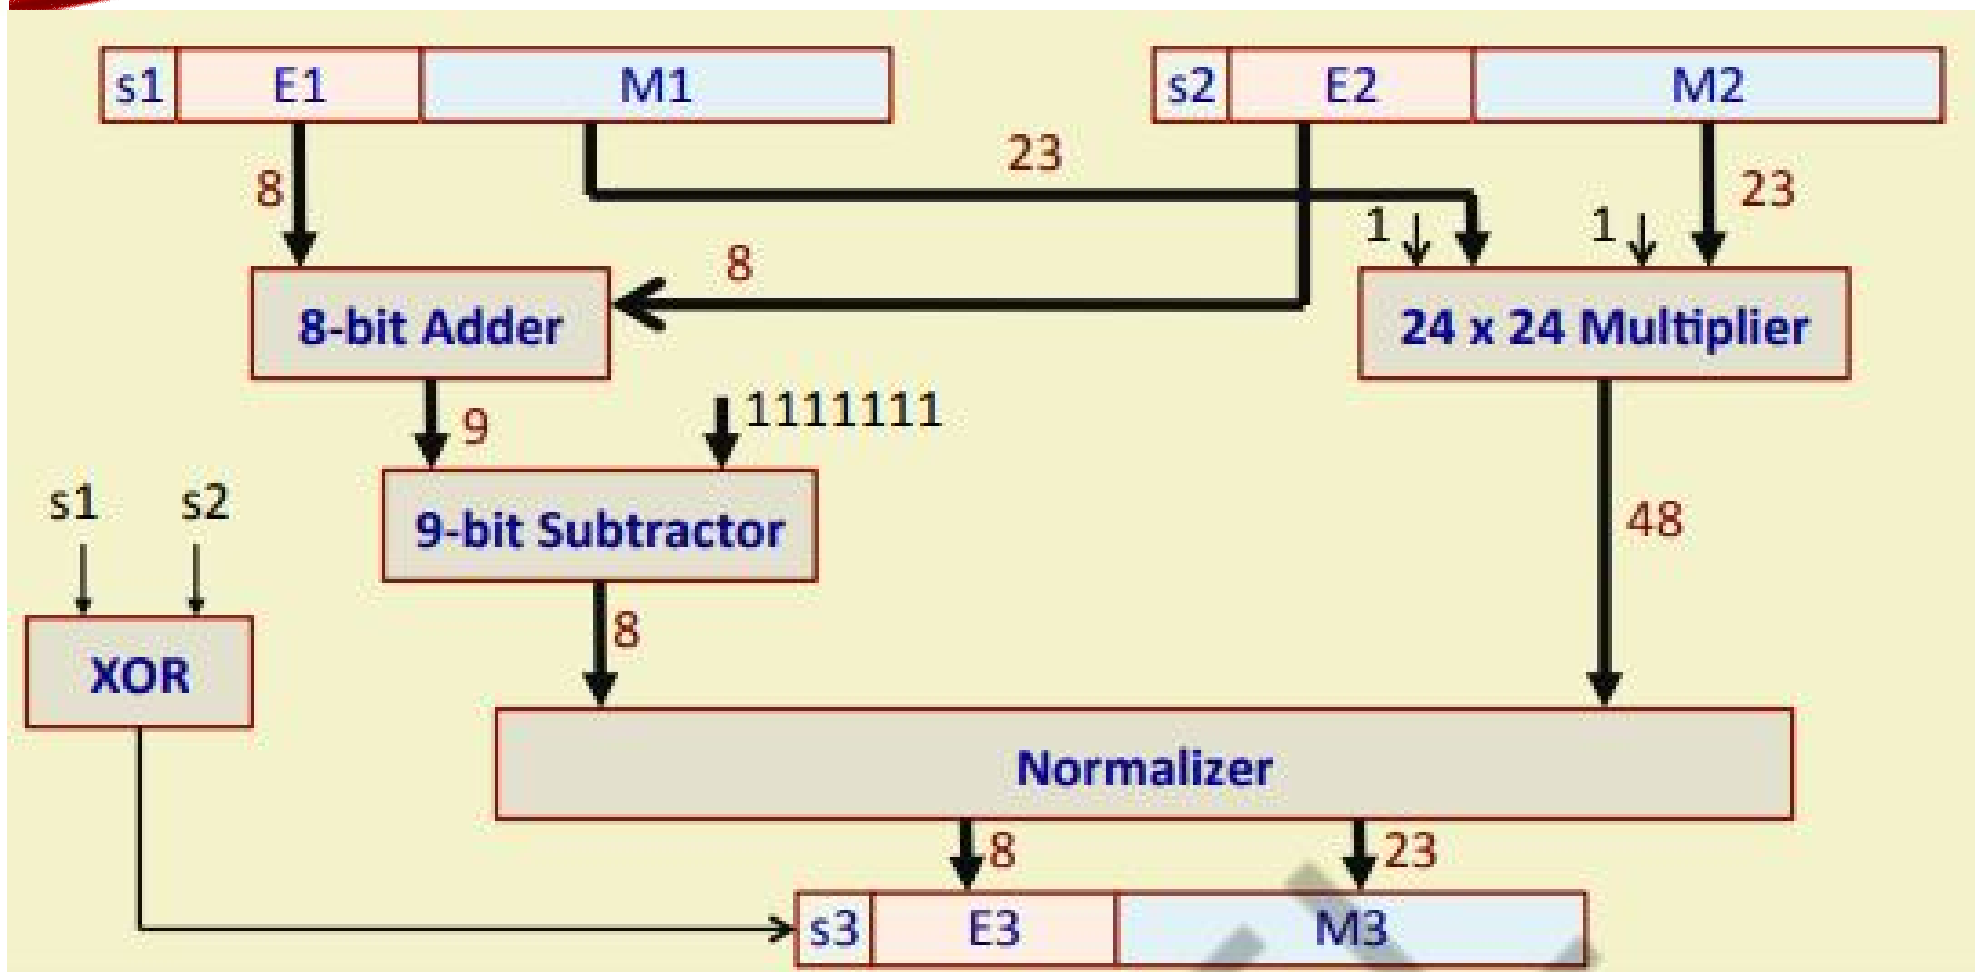 s1 E1 M1 s2 E2 M2
23
8 23
1 1
8
8-bit Adder 24 x 24 Multiplier
1111111
9
s1 s2
9-bit Subtractor 48
8
XOR
Normalizer
8 23
s3 E3 M3